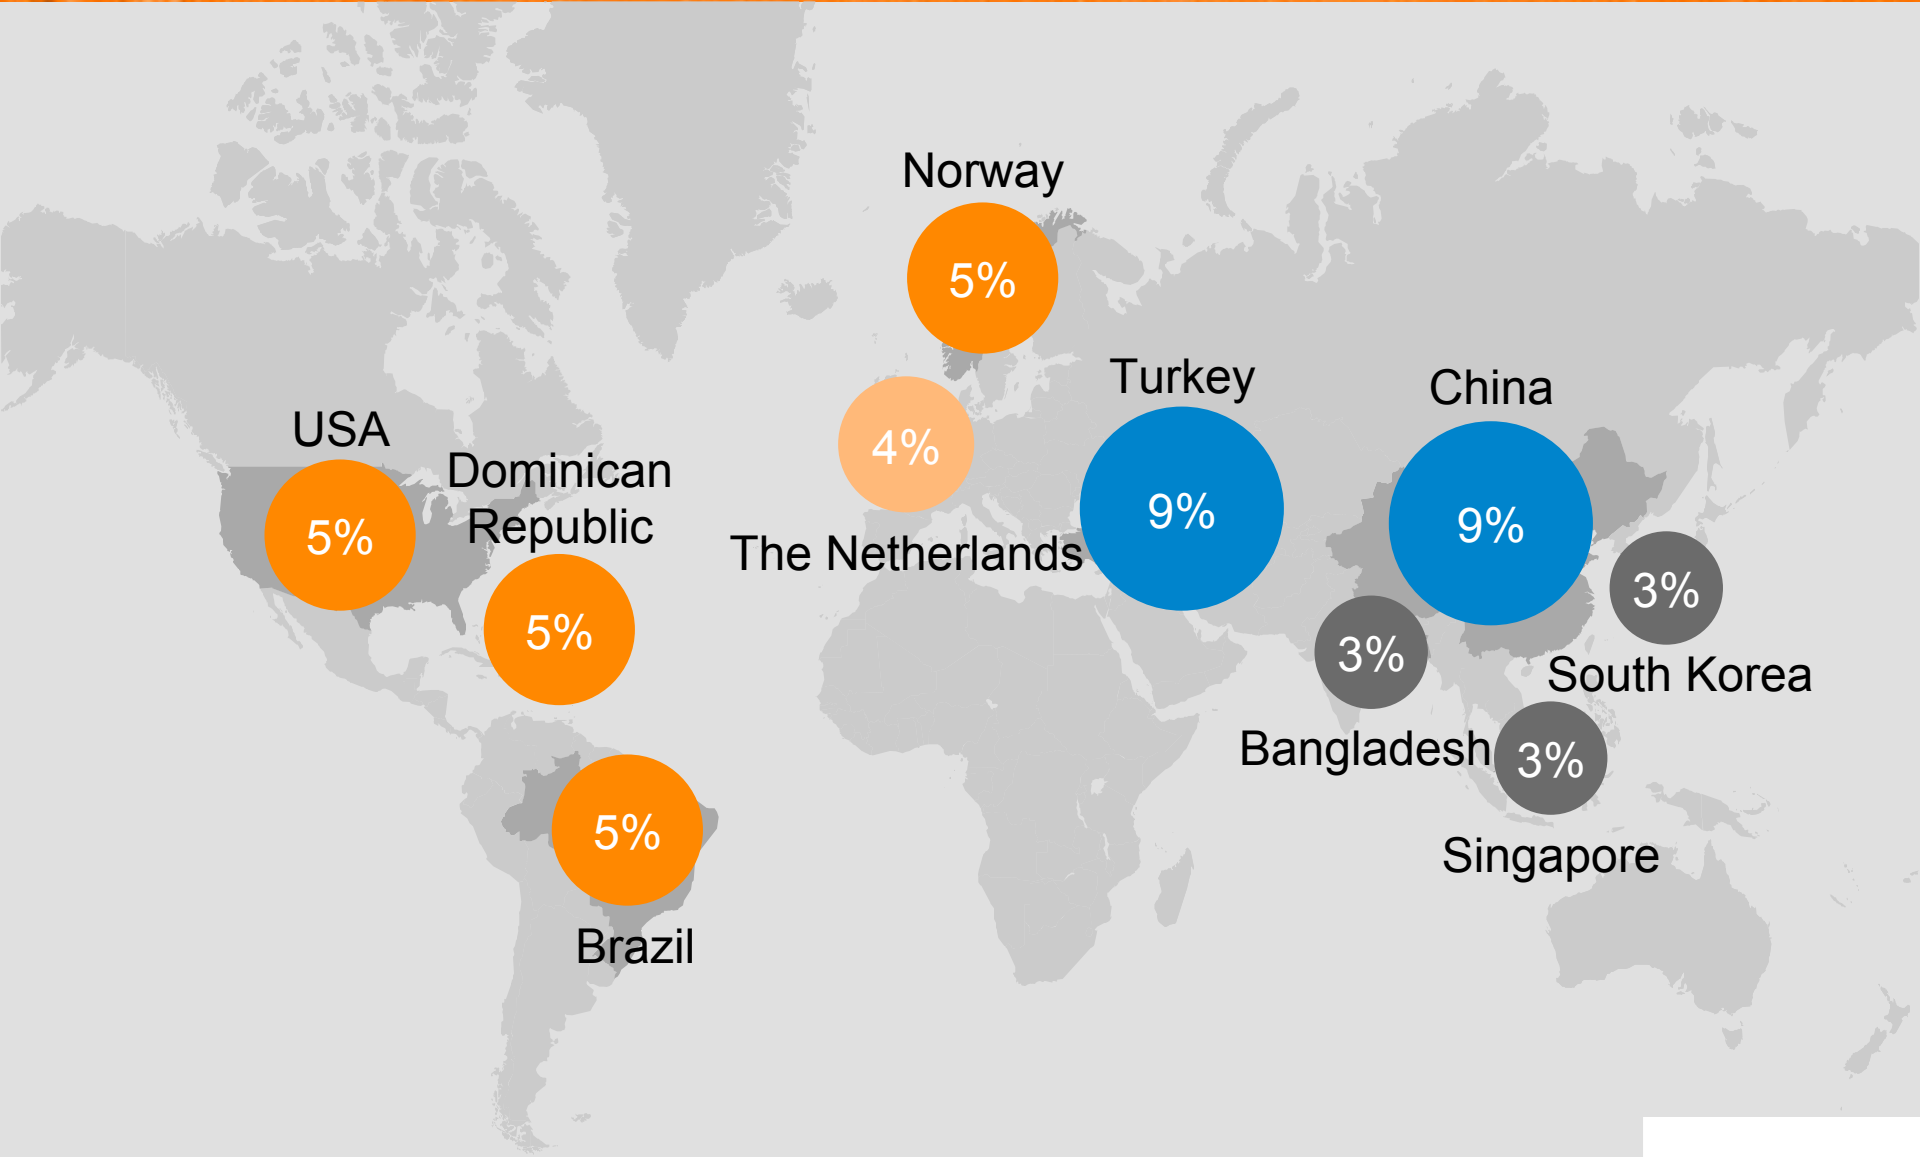 Norway
5%
Turkey
9%
China
9%
USA
5%
Dominican
Republic
5%
4%
The Netherlands
3%
South Korea
3%
Bangladesh
3%
Singapore
5%
Brazil